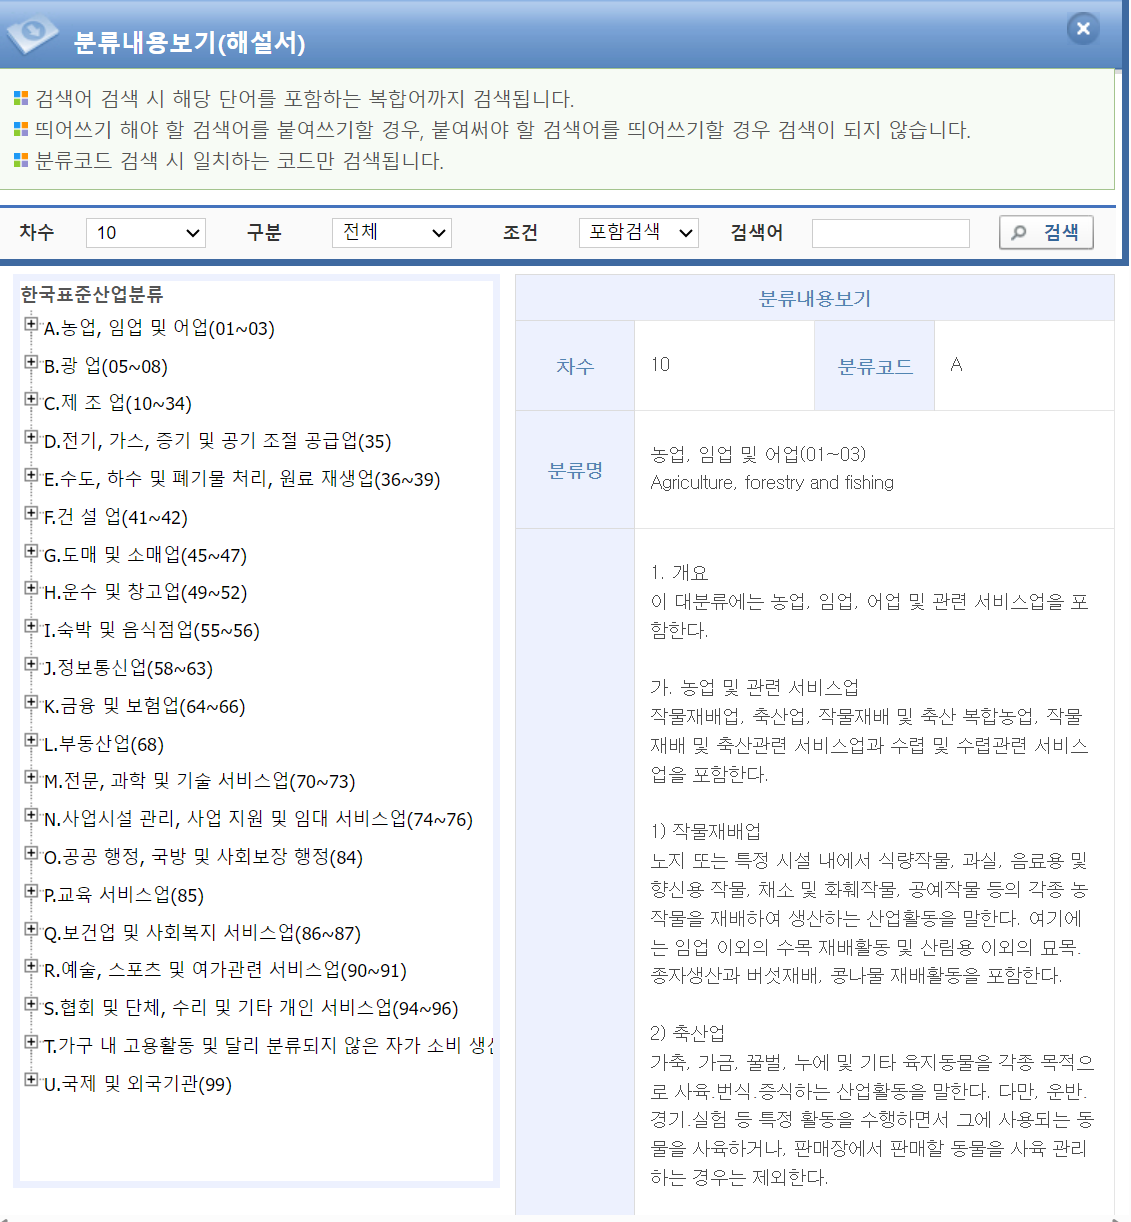 분류내용보기(해설서)
검색어 검색 시 해당 단어를 포함하는 복합어까지 검색됩니다.
띄어쓰기 해야 할 검색어를 붙여쓰기할 경우, 붙여써야 할 검색어를 띄어쓰기할 경우 검색이 되지 않습니다.
분류코드 검색 시 일치하는 코드만 검색됩니다.
차수 10 구분 전체 조건 포함검색 검색어 검색
한국표준산업분류
A.농업, 임업 및 어업(01~03)
B.광 업(05~08)
C.제 조 업(10~34)
D.전기, 가스, 증기 및 공기 조절 공급업(35)
E.수도, 하수 및 폐기물 처리, 원료 재생업(36~39)
F.건 설 업(41~42)
G.도매 및 소매업(45~47)
H.운수 및 창고업(49~52)
I.숙박 및 음식점업(55~56)
J.정보통신업(58~63)
K.금융 및 보험업(64~66)
L.부동산업(68)
M.전문, 과학 및 기술 서비스업(70~73)
N.사업시설 관리, 사업 지원 및 임대 서비스업(74~76)
O.공공 행정, 국방 및 사회보장 행정(84)
P.교육 서비스업(85)
Q.보건업 및 사회복지 서비스업(86~87)
R.예술, 스포츠 및 여가관련 서비스업(90~91)
S.협회 및 단체, 수리 및 기타 개인 서비스업(94~96)
T.가구 내 고용활동 및 달리 분류되지 않은 자가 소비 생산
U.국제 및 외국기관(99)
분류내용보기
차수 10 분류코드 A
분류명
농업, 임업 및 어업(01~03)
Agriculture, forestry and fishing
1. 개요
이 대분류에는 농업, 임업, 어업 및 관련 서비스업을 포
함한다.
가. 농업 및 관련 서비스업
작물재배업, 축산업, 작물재배 및 축산 복합농업, 작물
재배 및 축산관련 서비스업과 수렵 및 수렵관련 서비스
업을 포함한다.
1) 작물재배업
노지 또는 특정 시설 내에서 식량작물, 과실, 음료용 및
향신용 작물, 채소 및 화훼작물, 공예작물 등의 각종 농
작물을 재배하여 생산하는 산업활동을 말한다. 여기에
는 임업 이외의 수목 재배활동 및 산림용 이외의 묘목.
종자생산과 버섯재배, 콩나물 재배활동을 포함한다.
2) 축산업
가축, 가금, 꿀벌, 누에 및 기타 육지동물을 각종 목적으
로 사육.번식.증식하는 산업활동을 말한다. 다만, 운반.
경기.실험 등 특정 활동을 수행하면서 그에 사용되는 동
물을 사육하거나, 판매장에서 판매할 동물을 사육 관리
하는 경우는 제외한다.